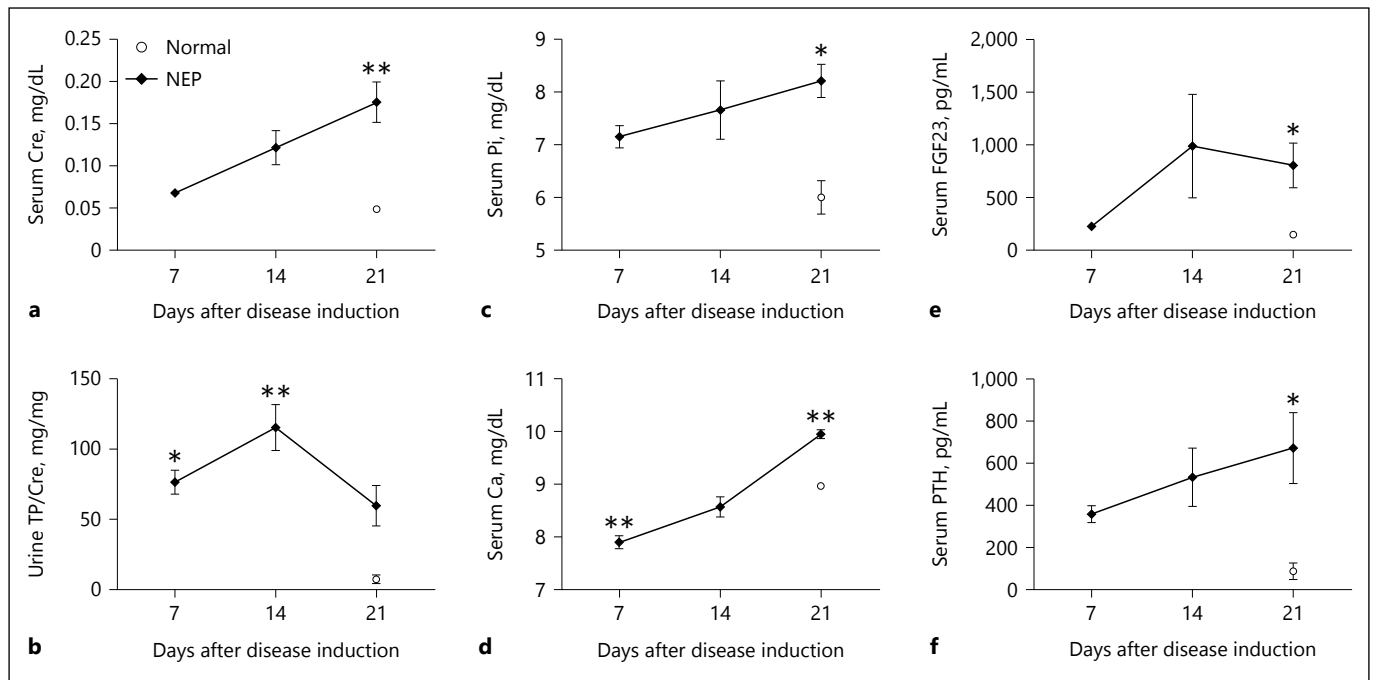 0.25
0.20
0.15
0.10
0.05
0
Serum Cre, mg/dL
Normal
NEP
**
7 14 21
Days after disease induction
a
9
8
7
6
5
Serum Pi, mg/dL
*
7 14 21
Days after disease induction
c
2,000
1,500
1,000
500
0
Serum FGF23, pg/mL
*
7 14 21
Days after disease induction
e
150
100
50
0
Urine TP/Cre, mg/mg
*
**
7 14 21
Days after disease induction
b
11
10
9
8
7
Serum Ca, mg/dL
**
**
7 14 21
Days after disease induction
d
1,000
800
600
400
200
0
Serum PTH, pg/mL
*
7 14 21
Days after disease induction
f